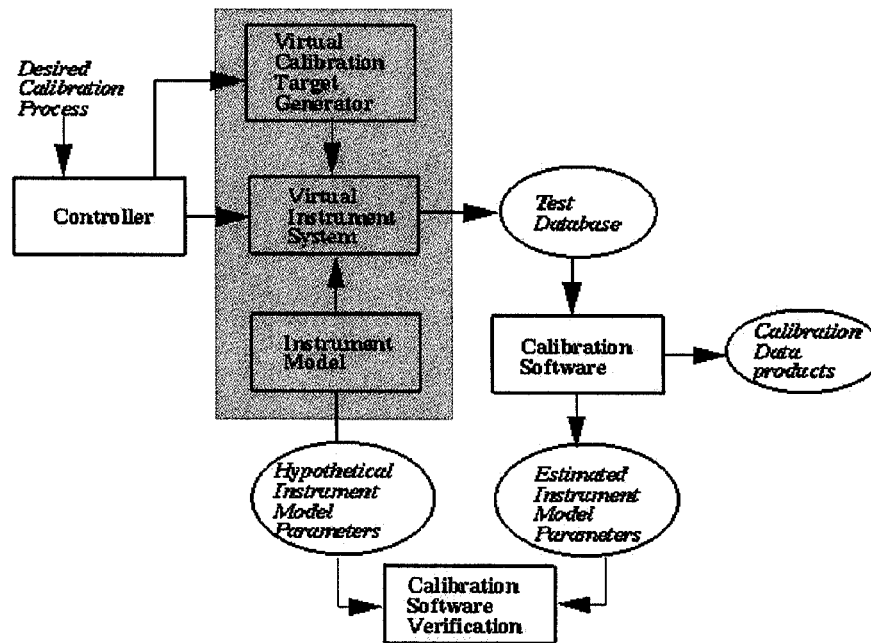 Virtual
Calibration
Target
Generator
Desired
Calibration
Process
Controller
Virtual
Instrument
System
Test
Database
Instrument
Model
Calibration
Software
Calibration
Data
products
Hypothetical
Instrument
Model
Parameters
Estimated
Instrument
Model
Parameters
Calibration
Software
Verification